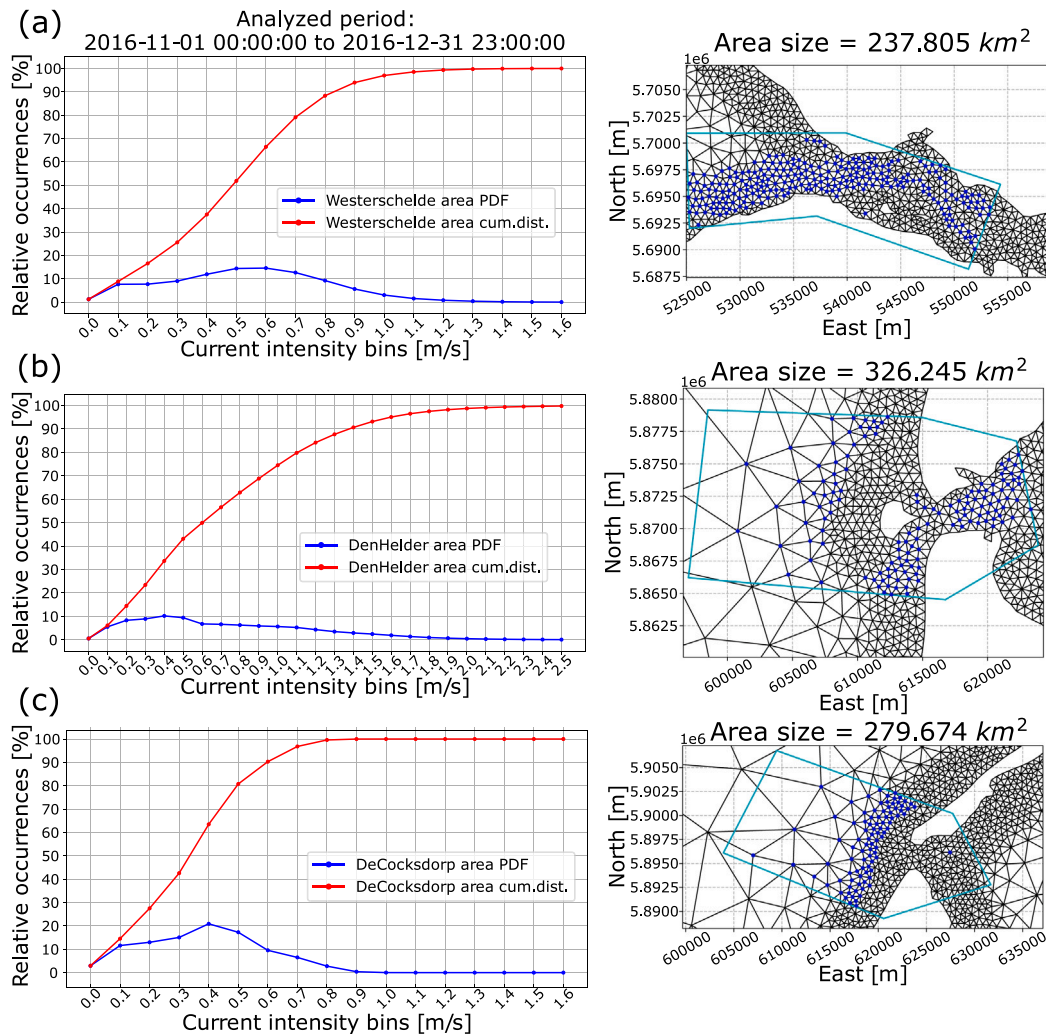 (a)
Analyzed period:
2016-11-01 00:00:00 to 2016-12-31 23:00:00
Relative occurrences [%]
100
90
80
70
60
50
40
30
20
10
0
Westerschelde area PDF
Westerschelde area cum.dist.
0.0 0.1 0.2 0.3 0.4 0.5 0.6 0.7 0.8 0.9 1.0 1.1 1.2 1.3 1.4 1.5 1.6
Current intensity bins [m/s]
Area size = 237.805 km²
1e6
North [m]
5.7050
5.7025
5.7000
5.6975
5.6950
5.6925
5.6900
5.6875
525000 530000 535000 540000 545000 550000 555000
East [m]
(b)
Relative occurrences [%]
100
90
80
70
60
50
40
30
20
10
0
DenHelder area PDF
DenHelder area cum.dist.
0.0 0.1 0.2 0.3 0.4 0.5 0.6 0.7 0.8 0.9 1.0 1.1 1.2 1.3 1.4 1.5 1.6 1.7 1.8 1.9 2.0 2.1 2.2 2.3 2.4 2.5
Current intensity bins [m/s]
Area size = 326.245 km²
1e6
North [m]
5.8800
5.8775
5.8750
5.8725
5.8700
5.8675
5.8650
5.8625
600000 605000 610000 615000 620000
East [m]
(c)
Relative occurrences [%]
100
90
80
70
60
50
40
30
20
10
0
DeCocksdorp area PDF
DeCocksdorp area cum.dist.
0.0 0.1 0.2 0.3 0.4 0.5 0.6 0.7 0.8 0.9 1.0 1.1 1.2 1.3 1.4 1.5 1.6
Current intensity bins [m/s]
Area size = 279.674 km²
1e6
North [m]
5.9050
5.9025
5.9000
5.8975
5.8950
5.8925
5.8900
600000 605000 610000 615000 620000 625000 630000 635000
East [m]